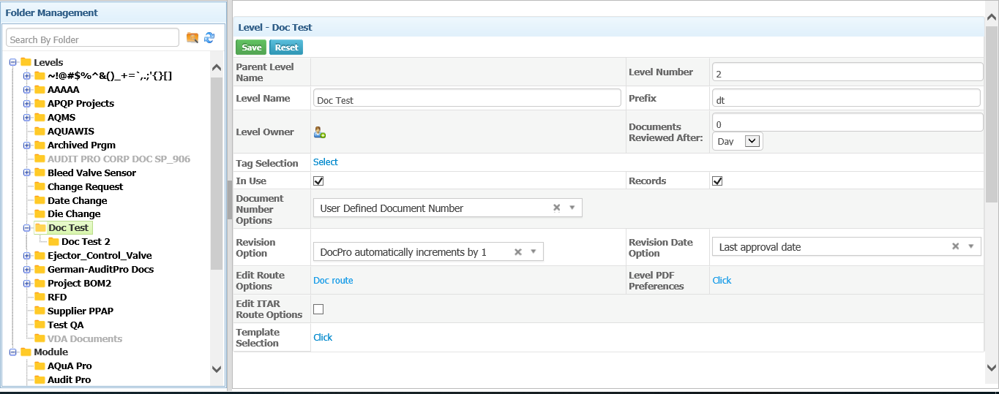 Folder Management
Search By Folder
Levels
~!@#$%^&()_+=`,.;'{}[]
AAAAA
APQP Projects
AQMS
AQUAWIS
Archived Prgm
AUDIT PRO CORP DOC SP_906
Bleed Valve Sensor
Change Request
Date Change
Die Change
Doc Test
Doc Test 2
Ejector_Control_Valve
German-AuditPro Docs
Project BOM2
RFD
Supplier PPAP
Test QA
VDA Documents
Module
AQuA Pro
Audit Pro
Level - Doc Test
Save Reset
Parent Level
Name
Level Number 2
Level Name Doc Test
Prefix dt
Level Owner
Documents
Reviewed After:
0
Day
Tag Selection Select
In Use
Records
Document
Number
Options
User Defined Document Number
Revision
Option
DocPro automatically increments by 1
Revision Date
Option
Last approval date
Edit Route
Options
Doc route
Level PDF
Preferences
Click
Edit ITAR
Route Options
Template
Selection
Click